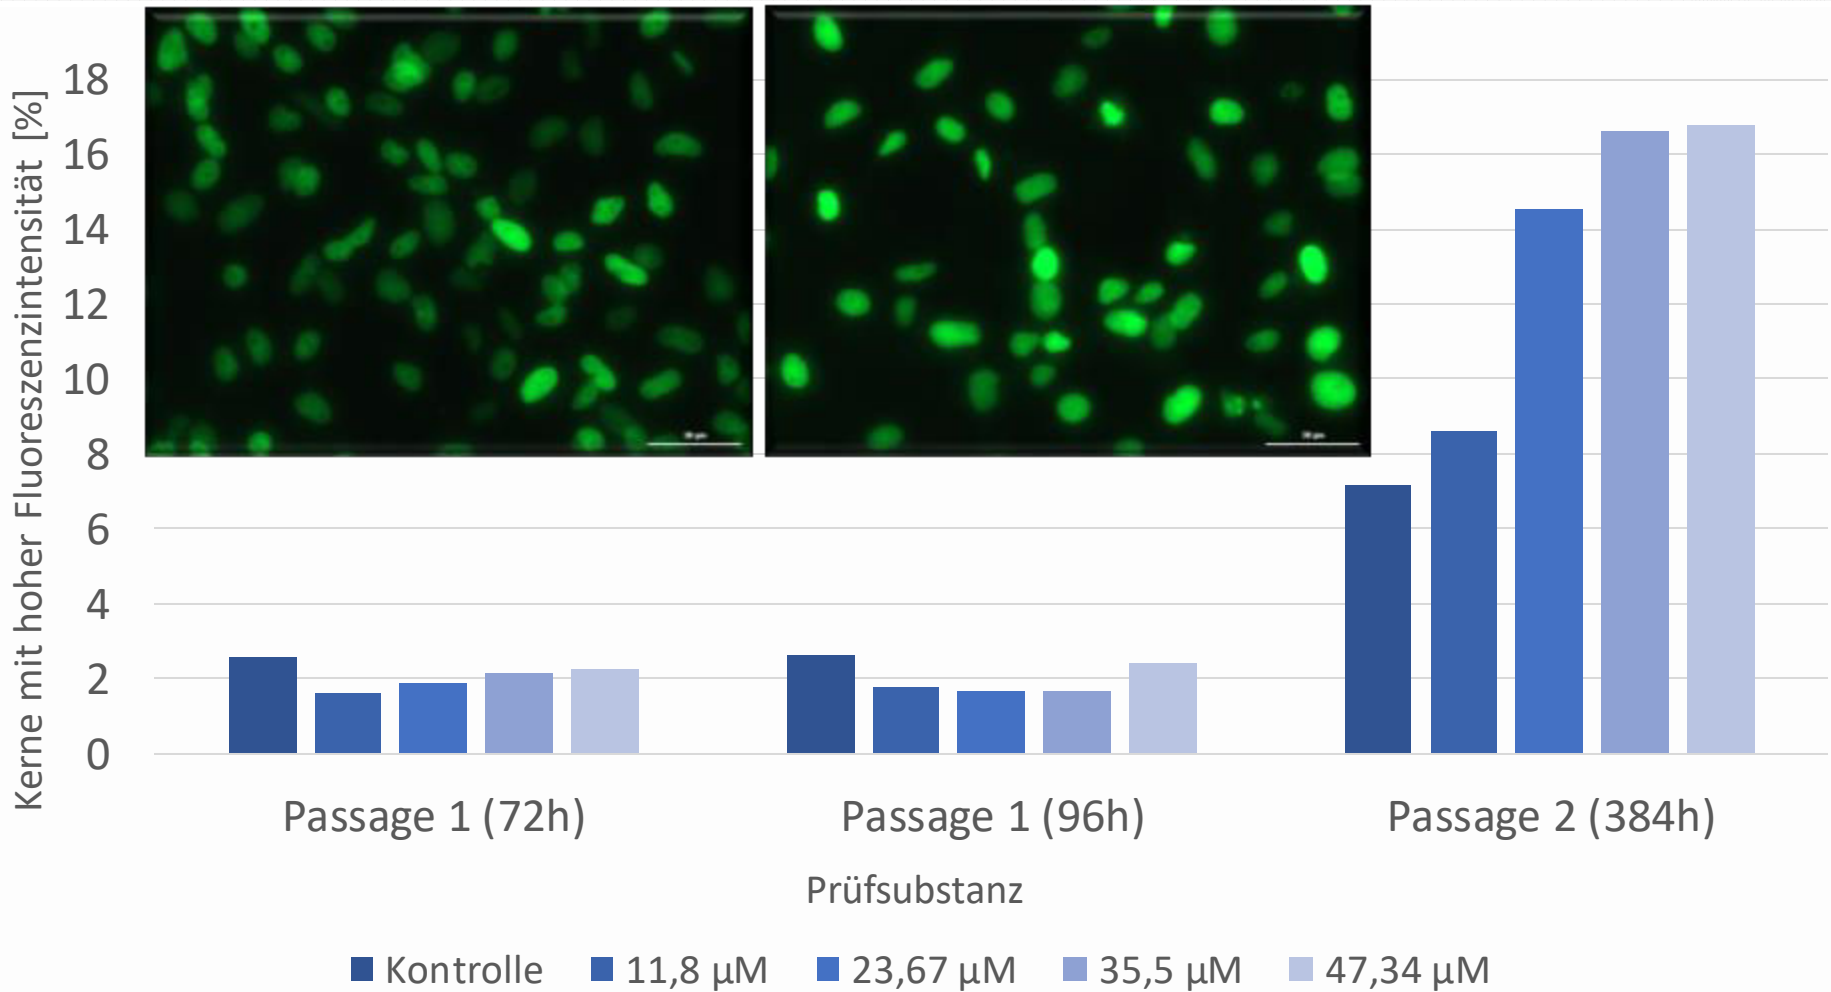 Kerne mit hoher Fluoreszenzintensität [%]
18
16
14
12
10
8
6
4
2
0
Passage 1 (72h)
Passage 1 (96h)
Passage 2 (384h)
Prüfsubstanz
Kontrolle
11,8 µM
23,67 µM
35,5 µM
47,34 µM